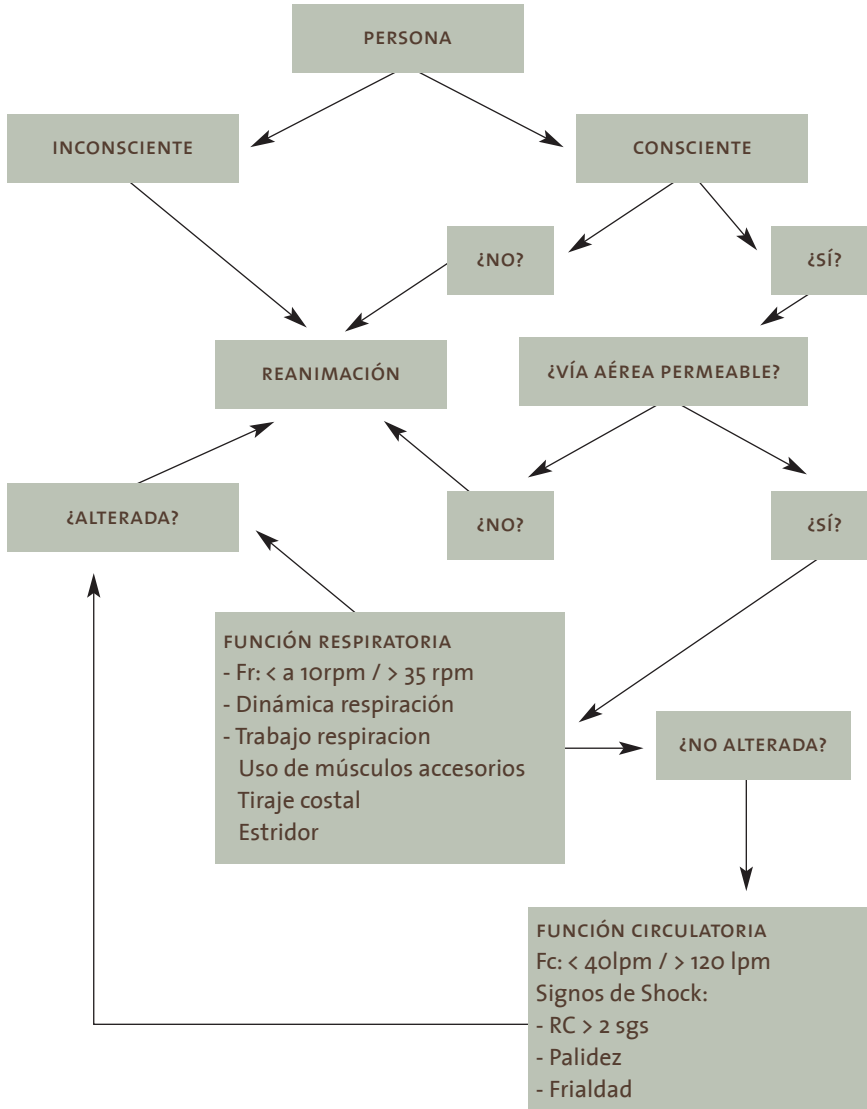 PERSONA
INCONSCIENTE
CONSCIENTE
¿NO?
¿SÍ?
REANIMACIÓN
¿VÍA AÉREA PERMEABLE?
¿ALTERADA?
¿NO?
¿SÍ?
FUNCIÓN RESPIRATORIA
- Fr: < a 10rpm / > 35 rpm
- Dinámica respiración
- Trabajo respiracion
Uso de músculos accesorios
Tiraje costal
Estridor
¿NO ALTERADA?
FUNCIÓN CIRCULATORIA
Fc: < 40lpm / > 120 lpm
Signos de Shock:
- RC > 2 sgs
- Palidez
- Frialdad